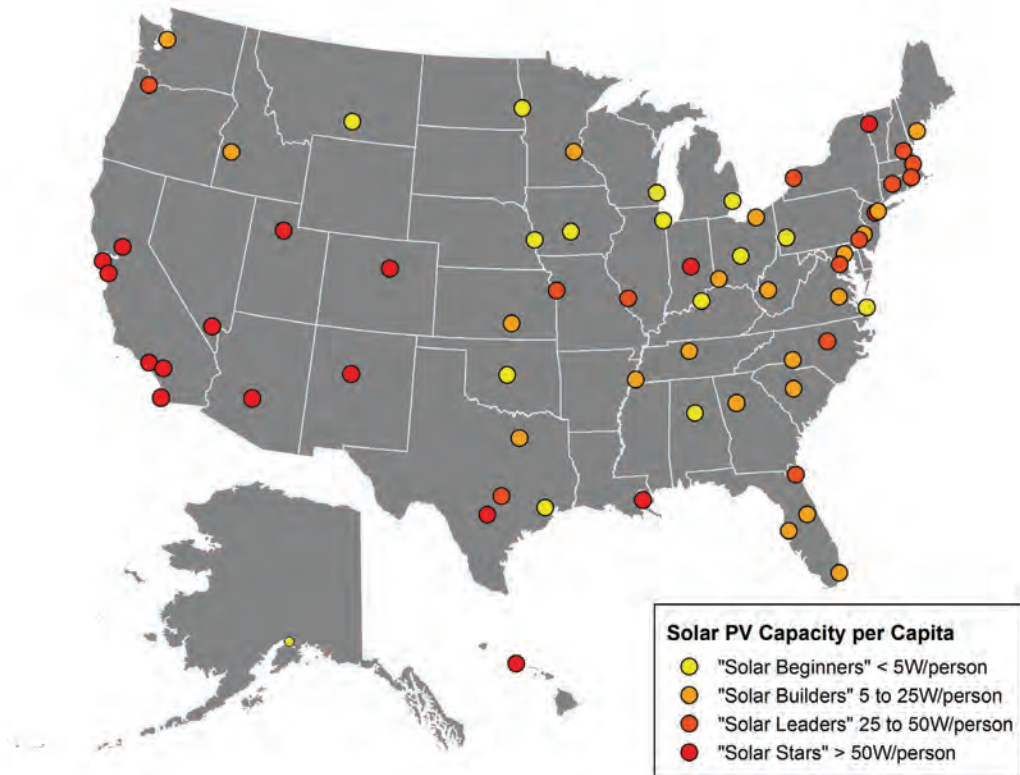 Solar PV Capacity per Capita
"Solar Beginners" < 5W/person
"Solar Builders" 5 to 25W/person
"Solar Leaders" 25 to 50W/person
"Solar Stars" > 50W/person